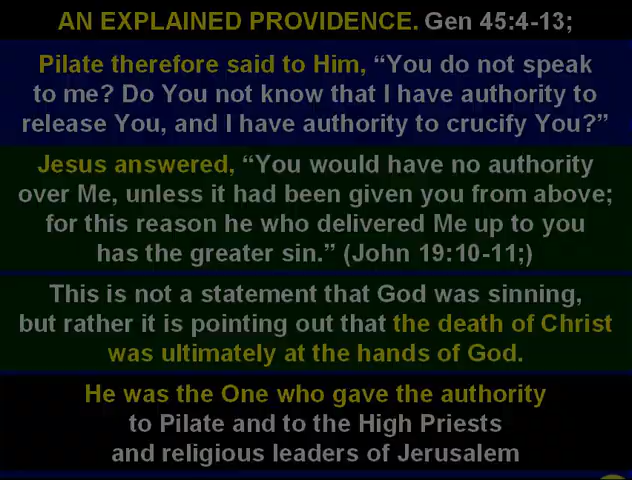 AN EXPLAINED PROVIDENCE. Gen 45:4-13;
Pilate therefore said to Him, “You do not speak
to me? Do You not know that I have authority to
release You, and I have authority to crucify You?”
Jesus answered, “You would have no authority
over Me, unless it had been given you from above;
for this reason he who delivered Me up to you
has the greater sin.” (John 19:10-11;)
This is not a statement that God was sinning,
but rather it is pointing out that the death of Christ
was ultimately at the hands of God.
He was the One who gave the authority
to Pilate and to the High Priests
and religious leaders of Jerusalem